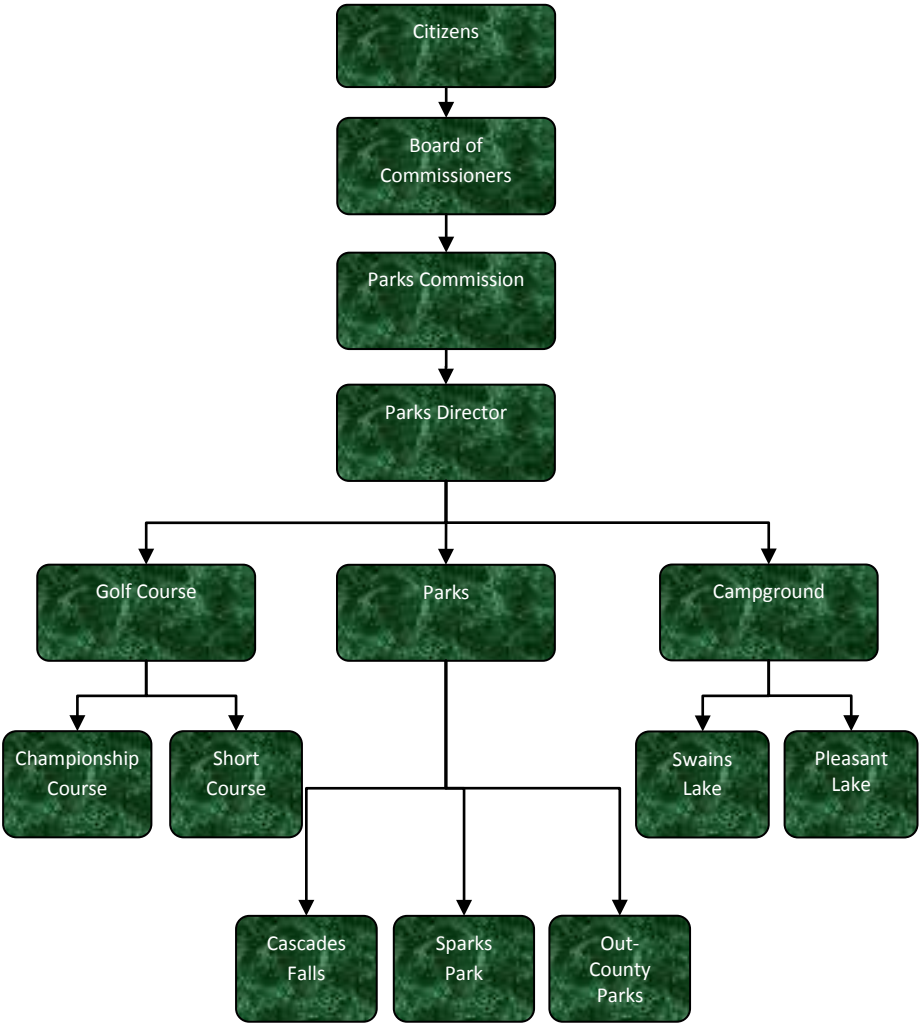 Citizens
Board of
Commissioners
Parks Commission
Parks Director
Golf Course
Parks
Campground
Championship
Course
Short
Course
Swains
Lake
Pleasant
Lake
Cascades
Falls
Sparks
Park
Out-
County
Parks